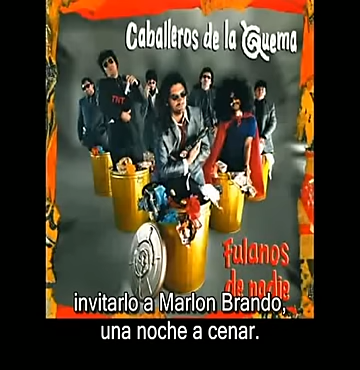 Caballeros de la Quema
TNT
Fulanos
de nadie
invitarlo a Marlon Brando,
una noche a cenar.